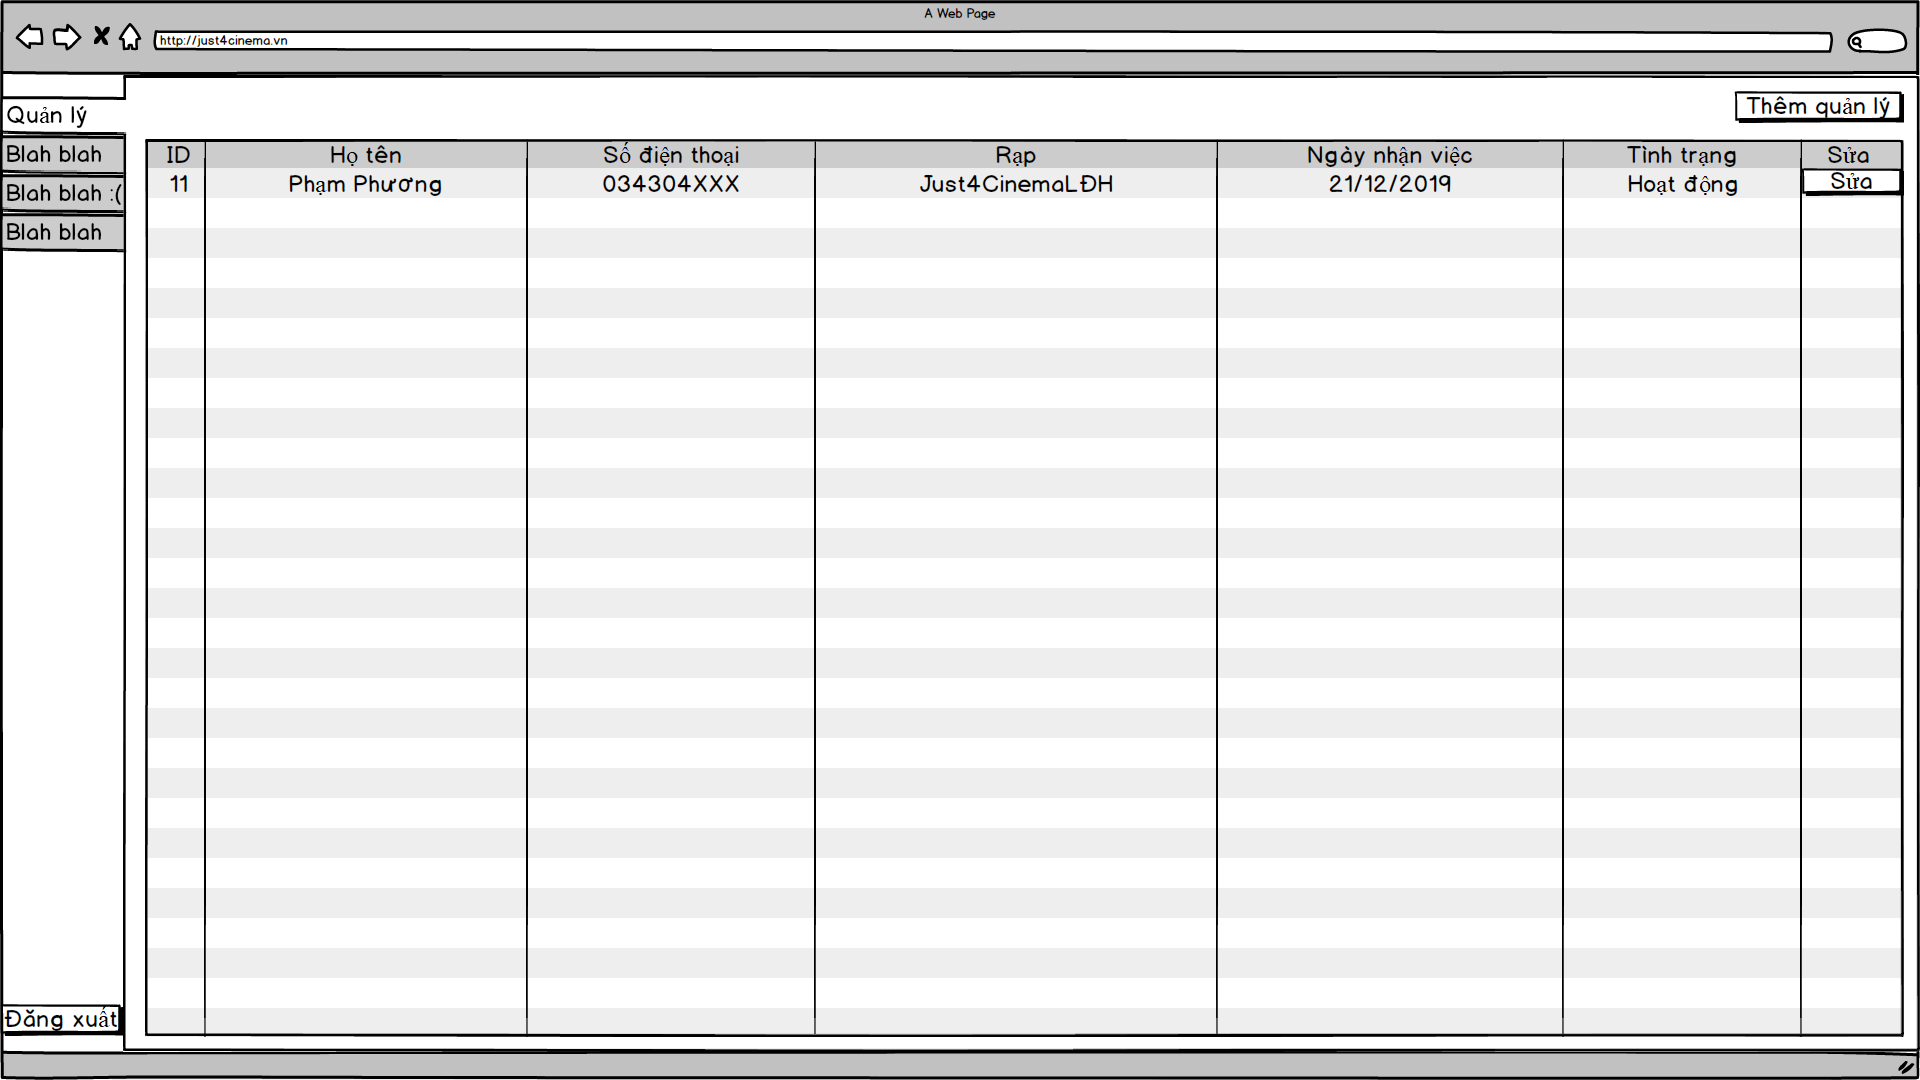 A Web Page
http://just4cinema.vn
Quản lý
Blah blah
Blah blah :(
Blah blah
Đăng xuất
Thêm quản lý
ID Họ tên Số điện thoại Rạp Ngày nhận việc Tình trạng Sửa
11 Phạm Phương 034304XXX Just4CinemaLĐH 21/12/2019 Hoạt động Sửa